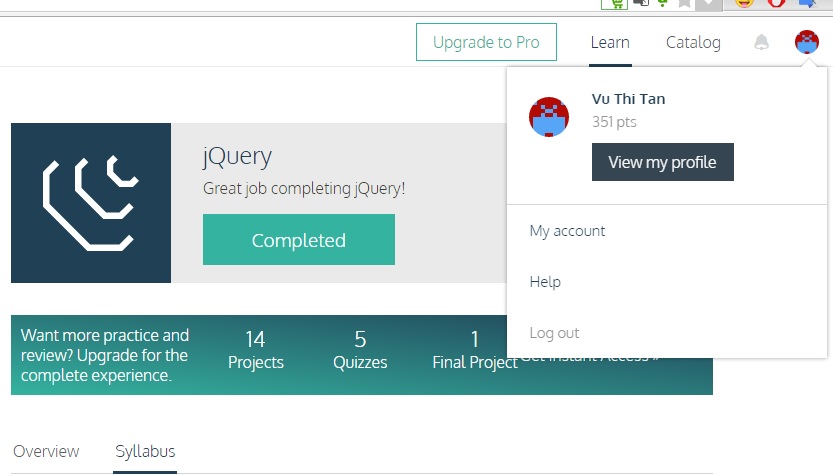 Upgrade to Pro
Learn
Catalog
Vu Thi Tan
351 pts
View my profile
My account
Help
Log out
jQuery
Great job completing jQuery!
Completed
Want more practice and
review? Upgrade for the
complete experience.
14
Projects
5
Quizzes
1
Final Project
Get Instant Access »
Overview
Syllabus